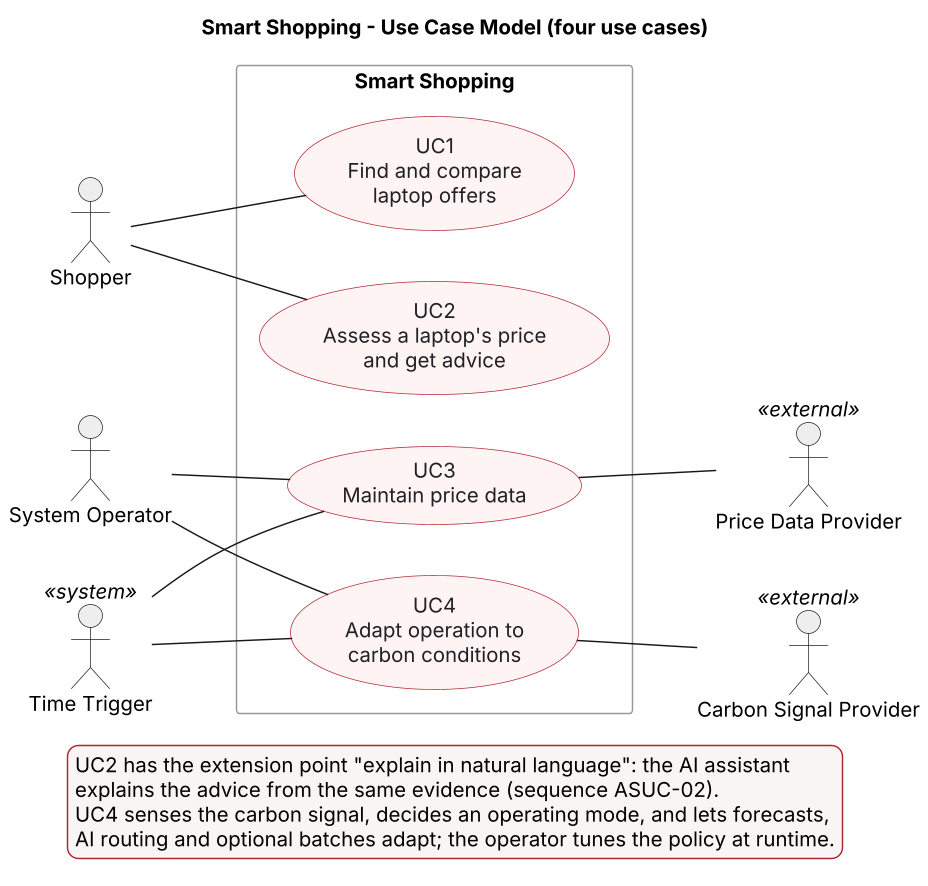 Smart Shopping - Use Case Model (four use cases)
Smart Shopping
UC1
Find and compare
laptop offers
Shopper
UC2
Assess a laptop's price
and get advice
«external»
System Operator
UC3
Maintain price data
Price Data Provider
«system»
Time Trigger
UC4
Adapt operation to
carbon conditions
«external»
Carbon Signal Provider
UC2 has the extension point "explain in natural language": the AI assistant
explains the advice from the same evidence (sequence ASUC-02).
UC4 senses the carbon signal, decides an operating mode, and lets forecasts,
AI routing and optional batches adapt; the operator tunes the policy at runtime.